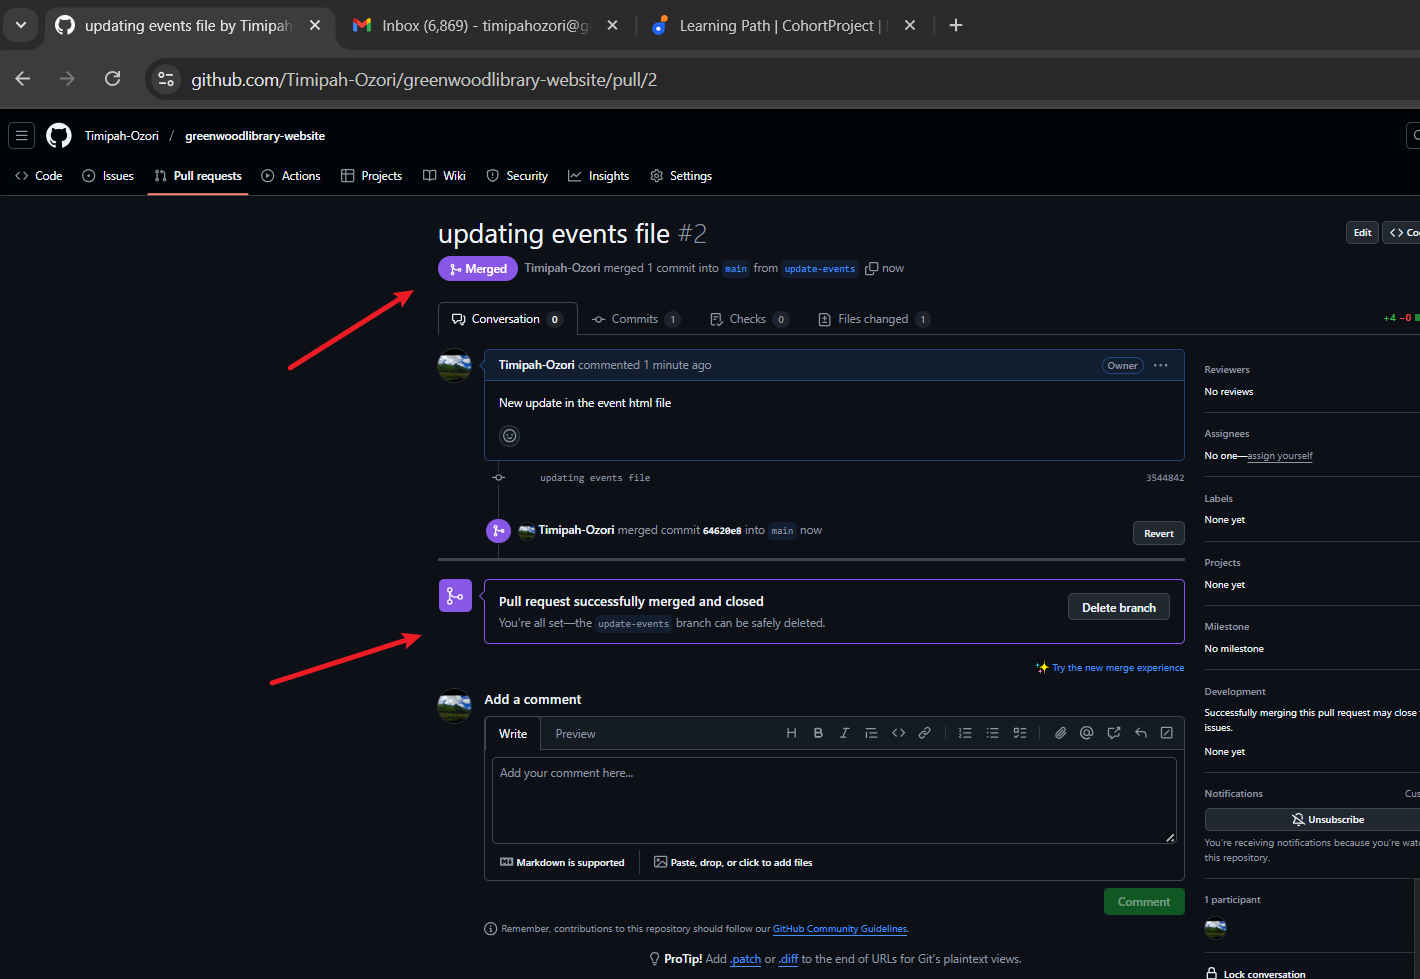 updating events file by Timipah
Inbox (6,869) - timipahozori@g
Learning Path | CohortProject |
github.com/Timipah-Ozori/greenwoodlibrary-website/pull/2
Timipah-Ozori / greenwoodlibrary-website
Code Issues Pull requests Actions Projects Wiki Security Insights Settings
updating events file #2
Edit <> Co
Merged Timipah-Ozori merged 1 commit into main from update-events now
Conversation 0 Commits 1 Checks 0 Files changed 1
+4 −0
Timipah-Ozori commented 1 minute ago Owner ...
New update in the event html file
updating events file 3544842
Timipah-Ozori merged commit 64620e8 into main now Revert
Pull request successfully merged and closed
You're all set—the update-events branch can be safely deleted.
Delete branch
Try the new merge experience
Add a comment
Write Preview
Add your comment here...
Markdown is supported Paste, drop, or click to add files
Comment
Remember, contributions to this repository should follow our GitHub Community Guidelines.
ProTip! Add .patch or .diff to the end of URLs for Git's plaintext views.
Reviewers
No reviews
Assignees
No one—assign yourself
Labels
None yet
Projects
None yet
Milestone
No milestone
Development
Successfully merging this pull request may close
issues.
None yet
Notifications Cus
Unsubscribe
You're receiving notifications because you're wat
this repository.
1 participant
Lock conversation